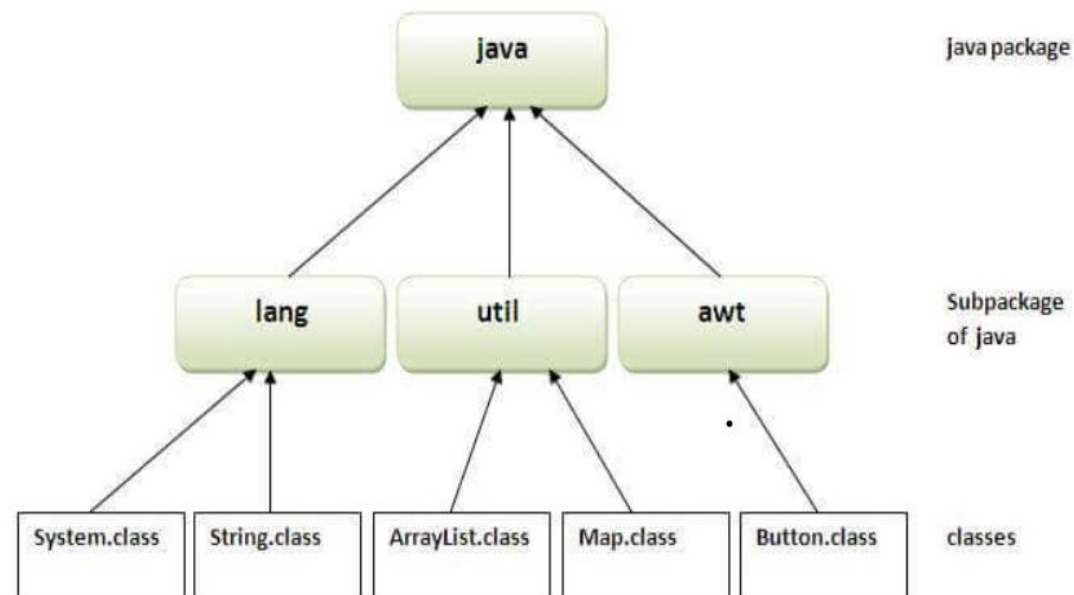 java
java package
lang
util
awt
Subpackage
of java
System.class
String.class
ArrayList.class
Map.class
Button.class
classes